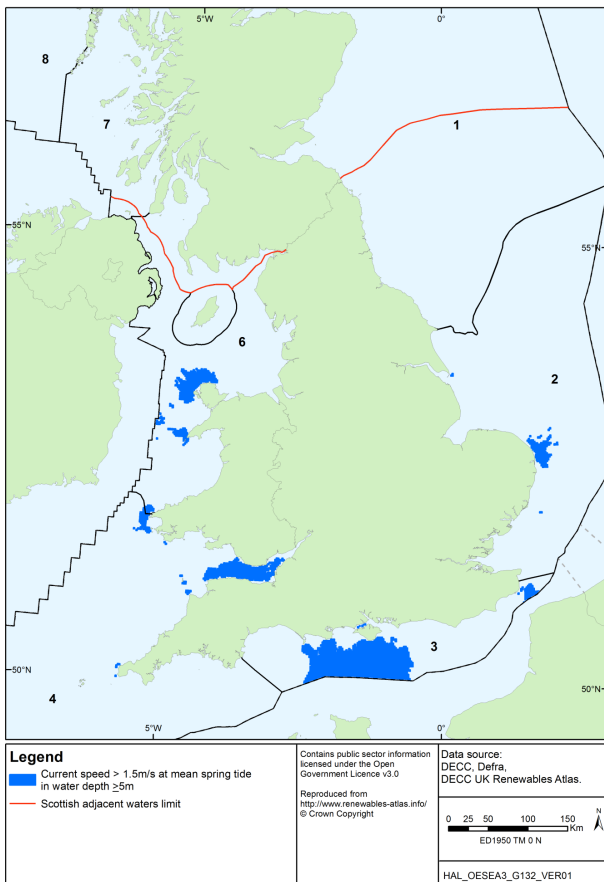 5°W
0°
8
7
1
55°N
55°N
6
2
3
50°N
50°N
4
5°W
0°
Legend
Current speed > 1.5m/s at mean spring tide
in water depth ≥5m
Scottish adjacent waters limit
Contains public sector information
licensed under the Open
Government Licence v3.0
Reproduced from
http://www.renewables-atlas.info/
© Crown Copyright
Data source:
DECC, Defra,
DECC UK Renewables Atlas.
0 25 50 100 150
Km
N
ED1950 TM 0 N
HAL_OESEA3_G132_VER01